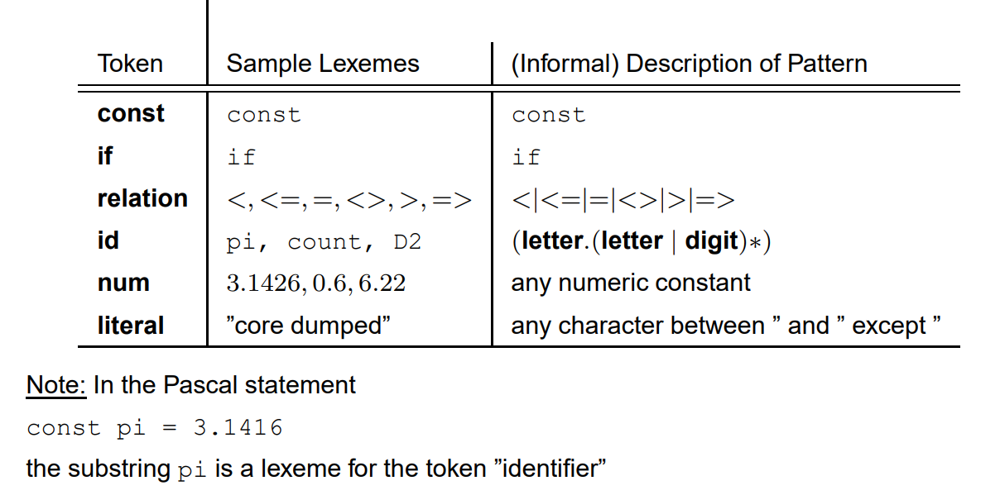 Token Sample Lexemes (Informal) Description of Pattern
const const const
if if if
relation <, <=, =, <>, >, => <|<=|=|<>|>|=>
id pi, count, D2 (letter.(letter | digit)∗)
num 3.1426, 0.6, 6.22 any numeric constant
literal ”core dumped” any character between ” and ” except ”
Note: In the Pascal statement
const pi = 3.1416
the substring pi is a lexeme for the token ”identifier”